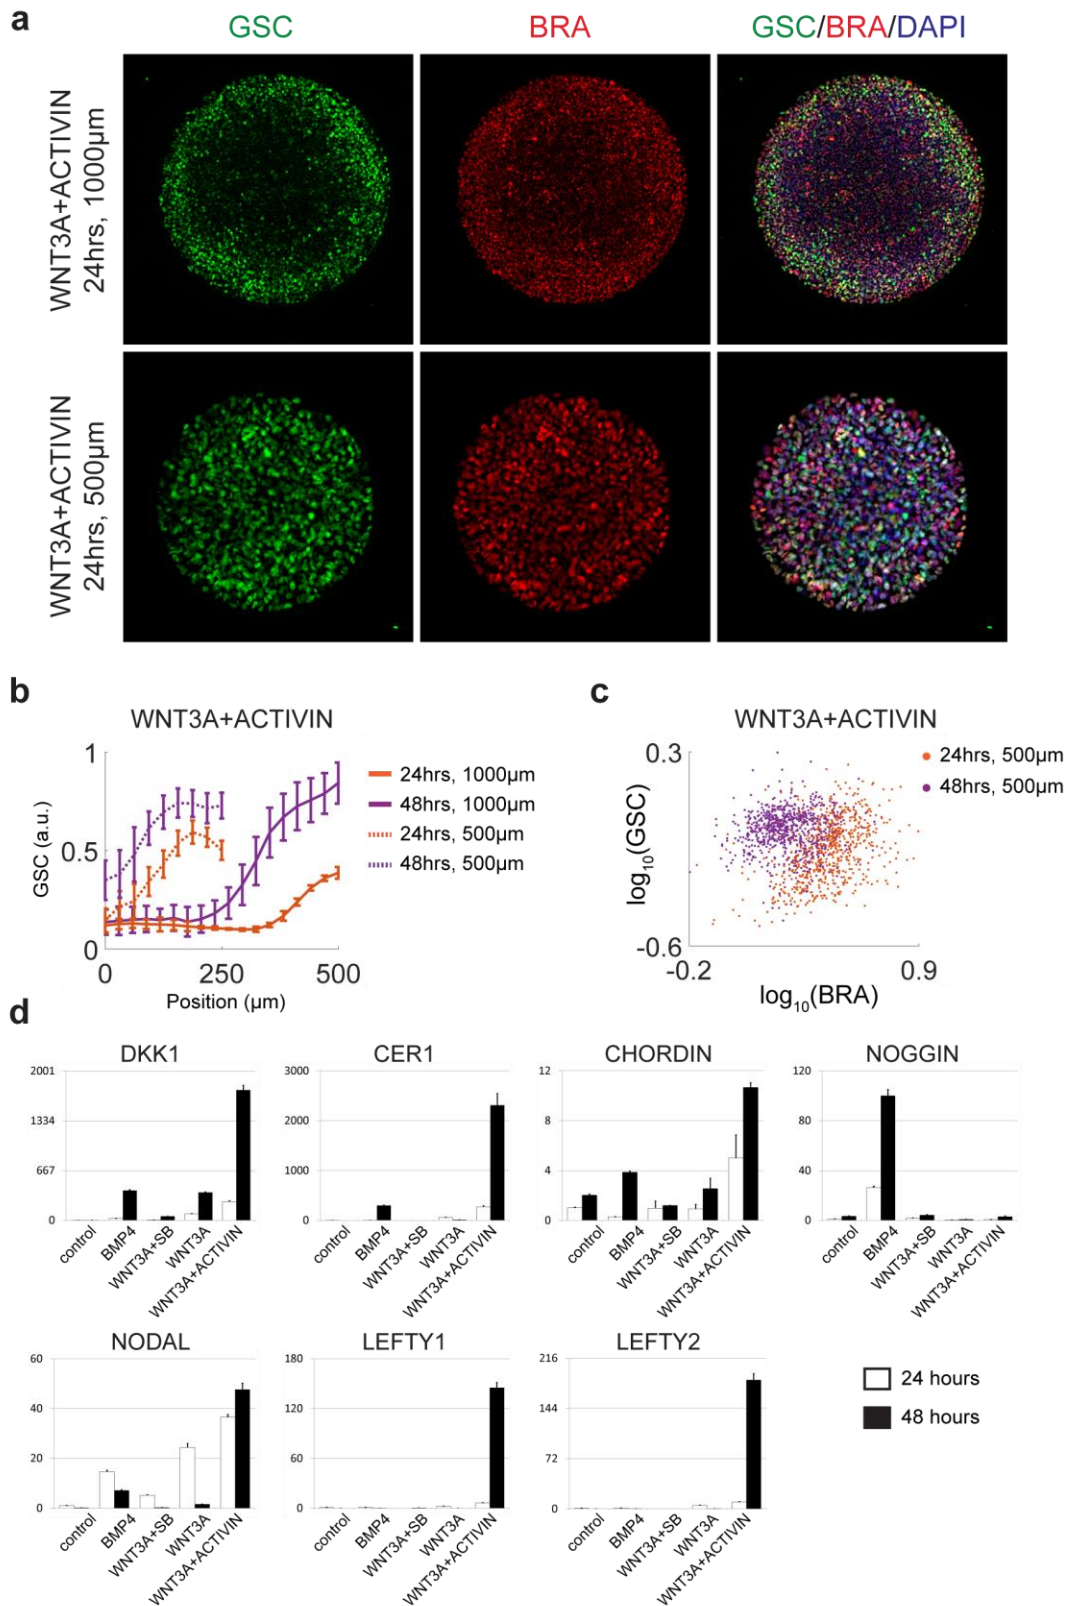 a
GSC
BRA
GSC/BRA/DAPI
WNT3A+ACTIVIN
24hrs, 1000µm
WNT3A+ACTIVIN
24hrs, 500µm
b
WNT3A+ACTIVIN
1
0.5
0
GSC (a.u.)
0
250
500
Position (µm)
24hrs, 1000µm
48hrs, 1000µm
24hrs, 500µm
48hrs, 500µm
c
WNT3A+ACTIVIN
0.3
-0.6
log10(GSC)
-0.2
0.9
log10(BRA)
24hrs, 500µm
48hrs, 500µm
d
DKK1
2001
1334
667
0
control
BMP4
WNT3A+SB
WNT3A
WNT3A+ACTIVIN
CER1
3000
2000
1000
0
control
BMP4
WNT3A+SB
WNT3A
WNT3A+ACTIVIN
CHORDIN
12
8
4
0
control
BMP4
WNT3A+SB
WNT3A
WNT3A+ACTIVIN
NOGGIN
120
80
40
0
control
BMP4
WNT3A+SB
WNT3A
WNT3A+ACTIVIN
NODAL
60
40
20
0
control
BMP4
WNT3A+SB
WNT3A
WNT3A+ACTIVIN
LEFTY1
180
120
60
0
control
BMP4
WNT3A+SB
WNT3A
WNT3A+ACTIVIN
LEFTY2
216
144
72
0
control
BMP4
WNT3A+SB
WNT3A
WNT3A+ACTIVIN
24 hours
48 hours